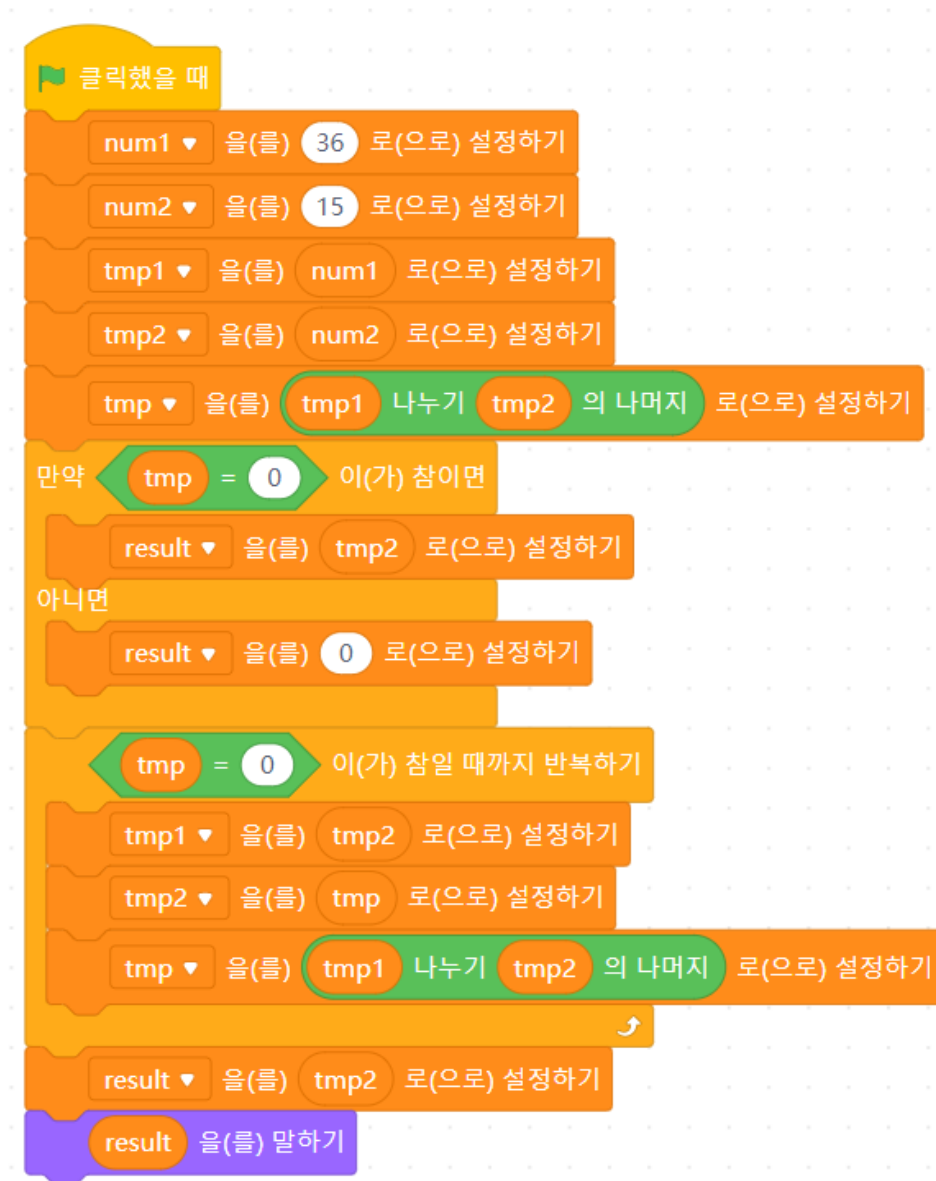 클릭했을 때
num1 을(를) 36 로(으로) 설정하기
num2 을(를) 15 로(으로) 설정하기
tmp1 을(를) num1 로(으로) 설정하기
tmp2 을(를) num2 로(으로) 설정하기
tmp 을(를) tmp1 나누기 tmp2 의 나머지 로(으로) 설정하기
만약 tmp = 0 이(가) 참이면
result 을(를) tmp2 로(으로) 설정하기
아니면
result 을(를) 0 로(으로) 설정하기
tmp = 0 이(가) 참일 때까지 반복하기
tmp1 을(를) tmp2 로(으로) 설정하기
tmp2 을(를) tmp 로(으로) 설정하기
tmp 을(를) tmp1 나누기 tmp2 의 나머지 로(으로) 설정하기
result 을(를) tmp2 로(으로) 설정하기
result 을(를) 말하기